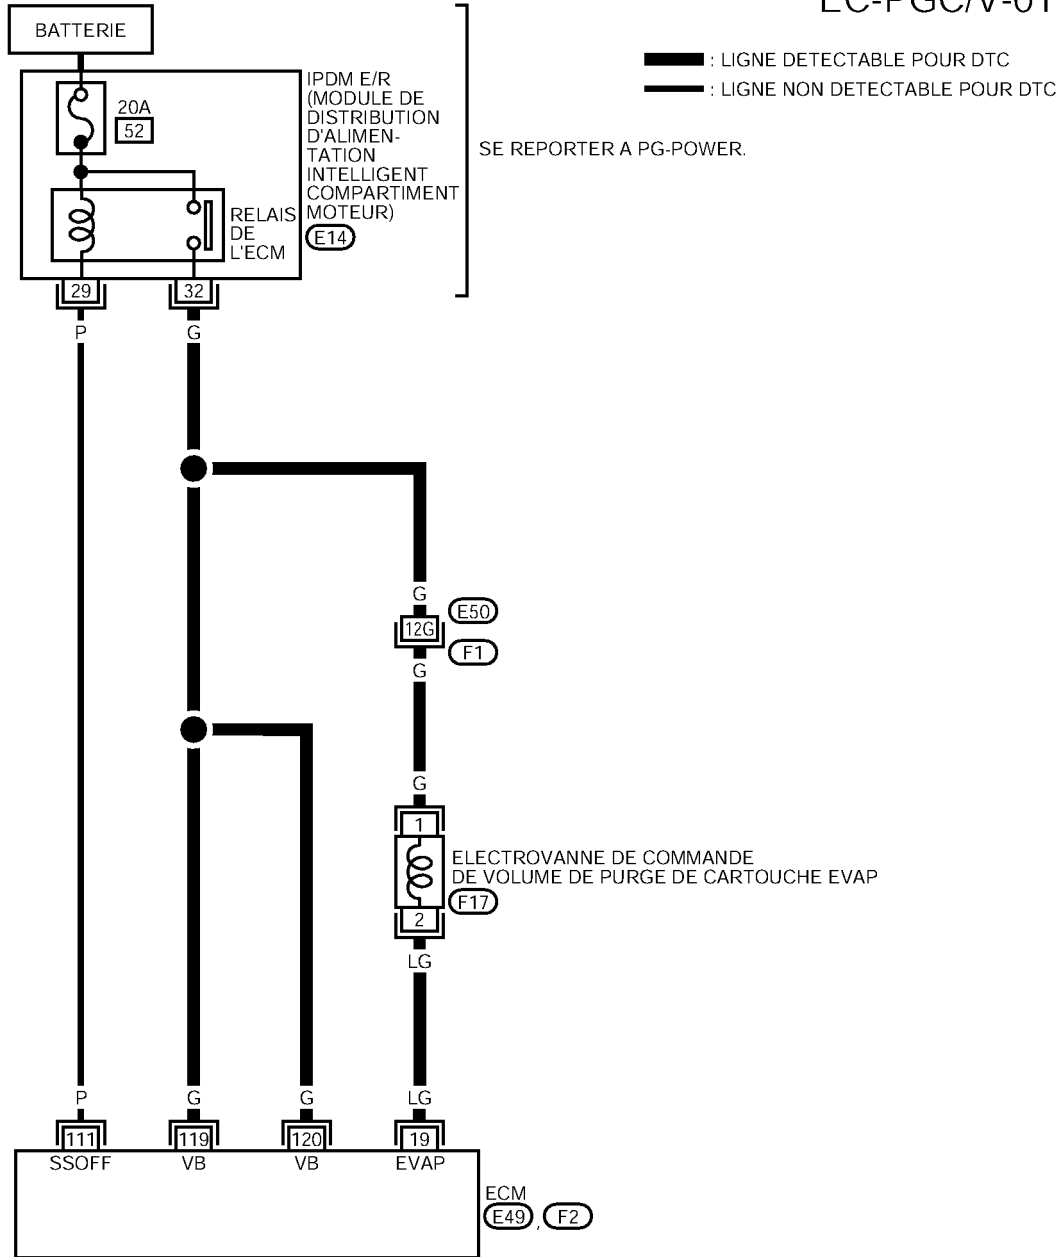 EC-PGC/V-01
BATTERIE
: LIGNE DETECTABLE POUR DTC
: LIGNE NON DETECTABLE POUR DTC
20A
52
IPDM E/R
(MODULE DE
DISTRIBUTION
D'ALIMEN-
TATION
INTELLIGENT
COMPARTIMENT
MOTEUR)
E14
SE REPORTER A PG-POWER.
RELAIS
DE
L'ECM
29
32
P
G
G
E50
12G
F1
G
G
1
ELECTROVANNE DE COMMANDE
DE VOLUME DE PURGE DE CARTOUCHE EVAP
F17
2
LG
P
G
G
LG
111
119
120
19
SSOFF
VB
VB
EVAP
ECM
E49 , F2